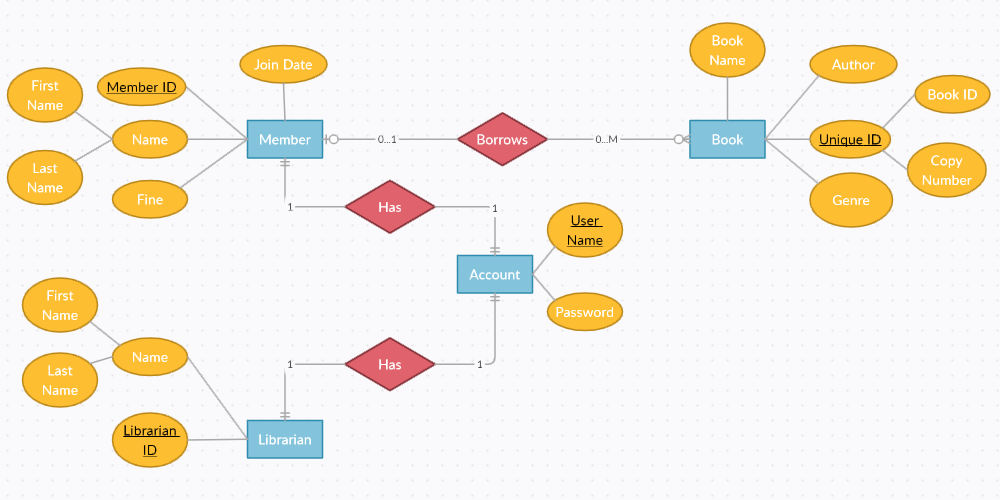 Book
Name
Join Date
Author
First
Name
Member ID
Book ID
Member
0...1
Borrows
0...M
Book
Name
Unique ID
Last
Name
Copy
Number
Fine
Genre
1
Has
1
User
Name
Account
Password
First
Name
Name
Last
Name
1
Has
1
Librarian
ID
Librarian